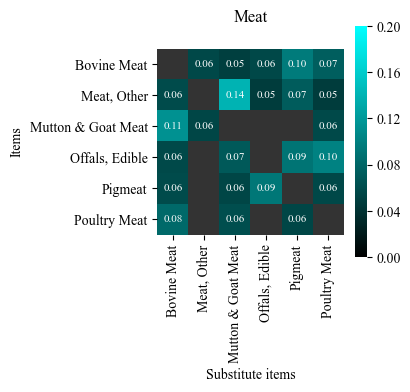 Meat
Items
Bovine Meat
0.06 0.05 0.06 0.10 0.07
Meat, Other
0.06 0.14 0.05 0.07 0.05
Mutton & Goat Meat
0.11 0.06 0.06
Offals, Edible
0.06 0.07 0.09 0.10
Pigmeat
0.06 0.06 0.09 0.06
Poultry Meat
0.08 0.06 0.06
Bovine Meat
Meat, Other
Mutton & Goat Meat
Offals, Edible
Pigmeat
Poultry Meat
Substitute items
0.20
0.16
0.12
0.08
0.04
0.00